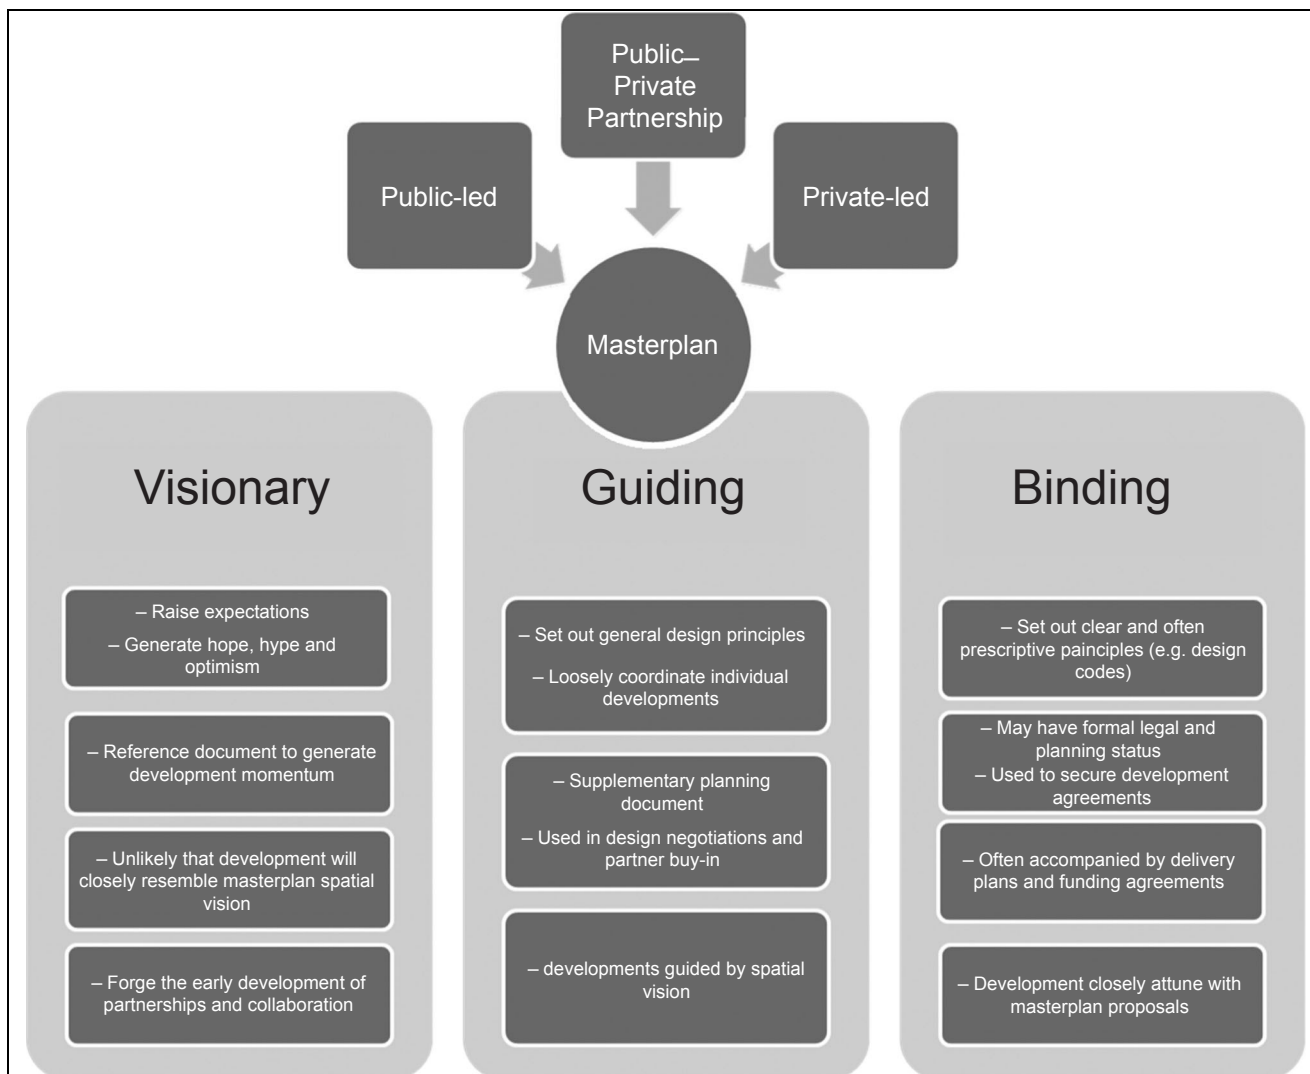 Public–
Private
Partnership
Public-led
Private-led
Masterplan
Visionary
– Raise expectations
– Generate hope, hype and
optimism
– Reference document to generate
development momentum
– Unlikely that development will
closely resemble masterplan spatial
vision
– Forge the early development of
partnerships and collaboration
Guiding
– Set out general design principles
– Loosely coordinate individual
developments
– Supplementary planning
document
– Used in design negotiations and
partner buy-in
– developments guided by spatial
vision
Binding
– Set out clear and often
prescriptive painciples (e.g. design
codes)
– May have formal legal and
planning status
– Used to secure development
agreements
– Often accompanied by delivery
plans and funding agreements
– Development closely attune with
masterplan proposals